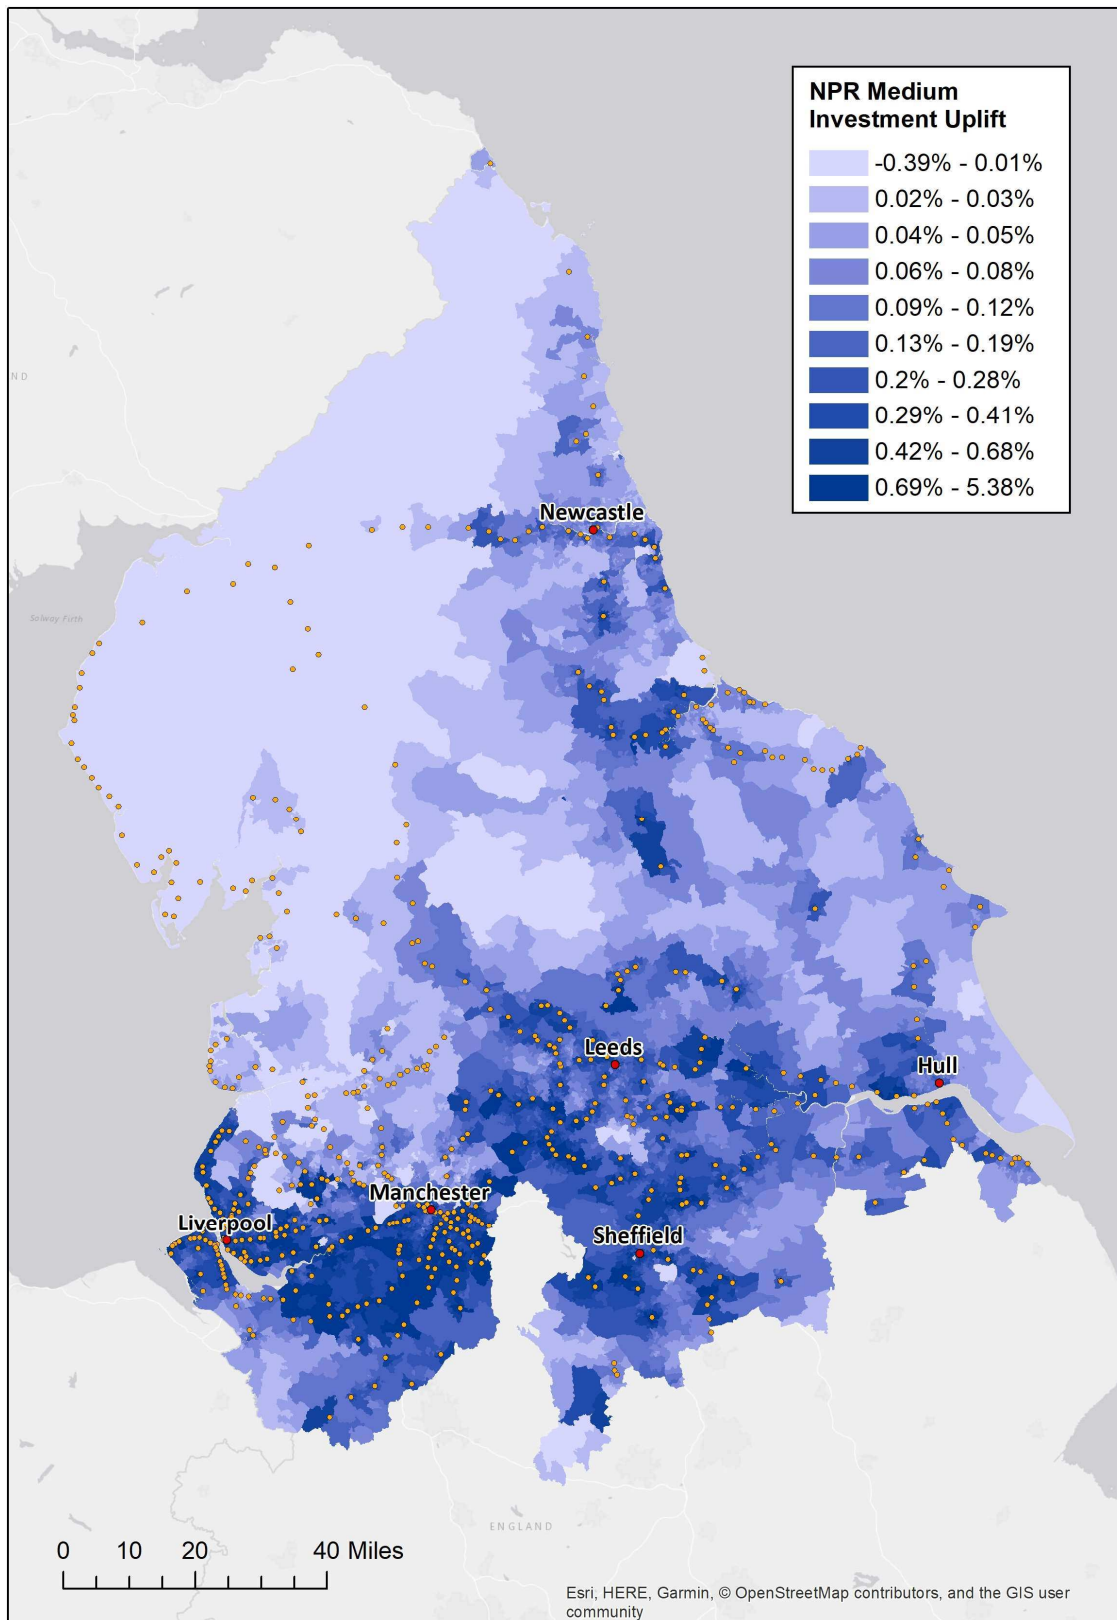 NPR Medium
Investment Uplift
-0.39% - 0.01%
0.02% - 0.03%
0.04% - 0.05%
0.06% - 0.08%
0.09% - 0.12%
0.13% - 0.19%
0.2% - 0.28%
0.29% - 0.41%
0.42% - 0.68%
0.69% - 5.38%
ND
Newcastle
Solway Firth
Leeds
Hull
Manchester
Liverpool
Sheffield
ENGLAND
0 10 20 40 Miles
Esri, HERE, Garmin, © OpenStreetMap contributors, and the GIS user
community